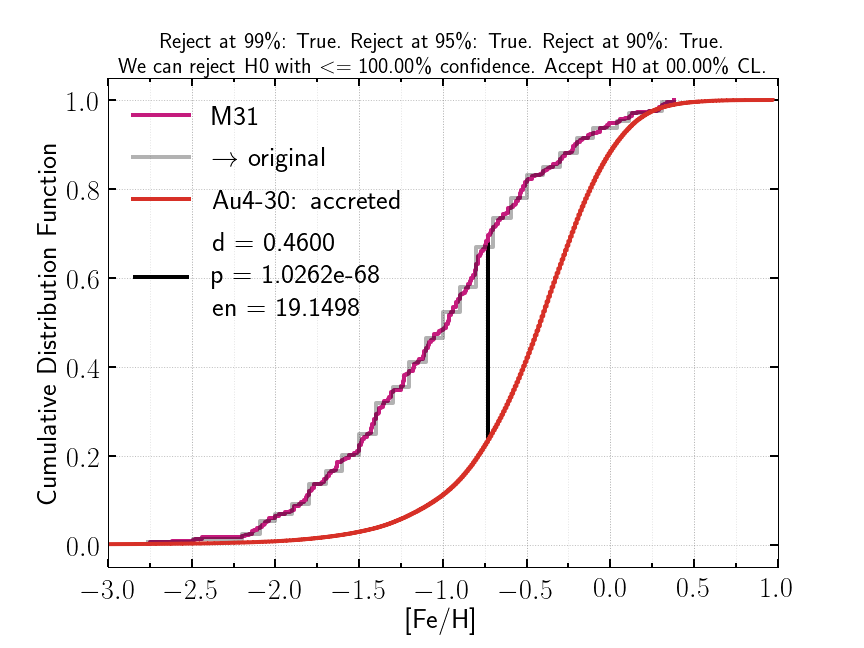 Reject at 99%: True. Reject at 95%: True. Reject at 90%: True.
We can reject H0 with <= 100.00% confidence. Accept H0 at 00.00% CL.
Cumulative Distribution Function
1.0
0.8
0.6
0.4
0.2
0.0
M31
→ original
Au4-30: accreted
d = 0.4600
p = 1.0262e-68
en = 19.1498
−3.0 −2.5 −2.0 −1.5 −1.0 −0.5 0.0 0.5 1.0
[Fe/H]